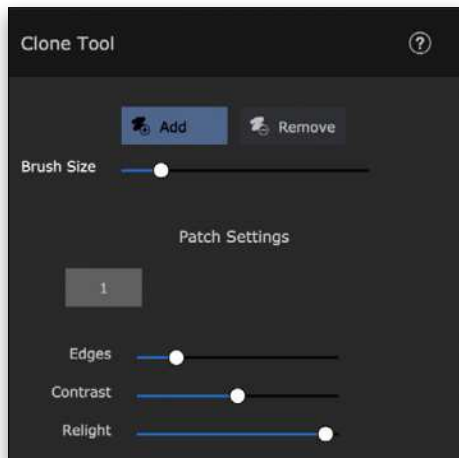 Clone Tool ?
Add Remove
Brush Size
Patch Settings
1
Edges
Contrast
Relight